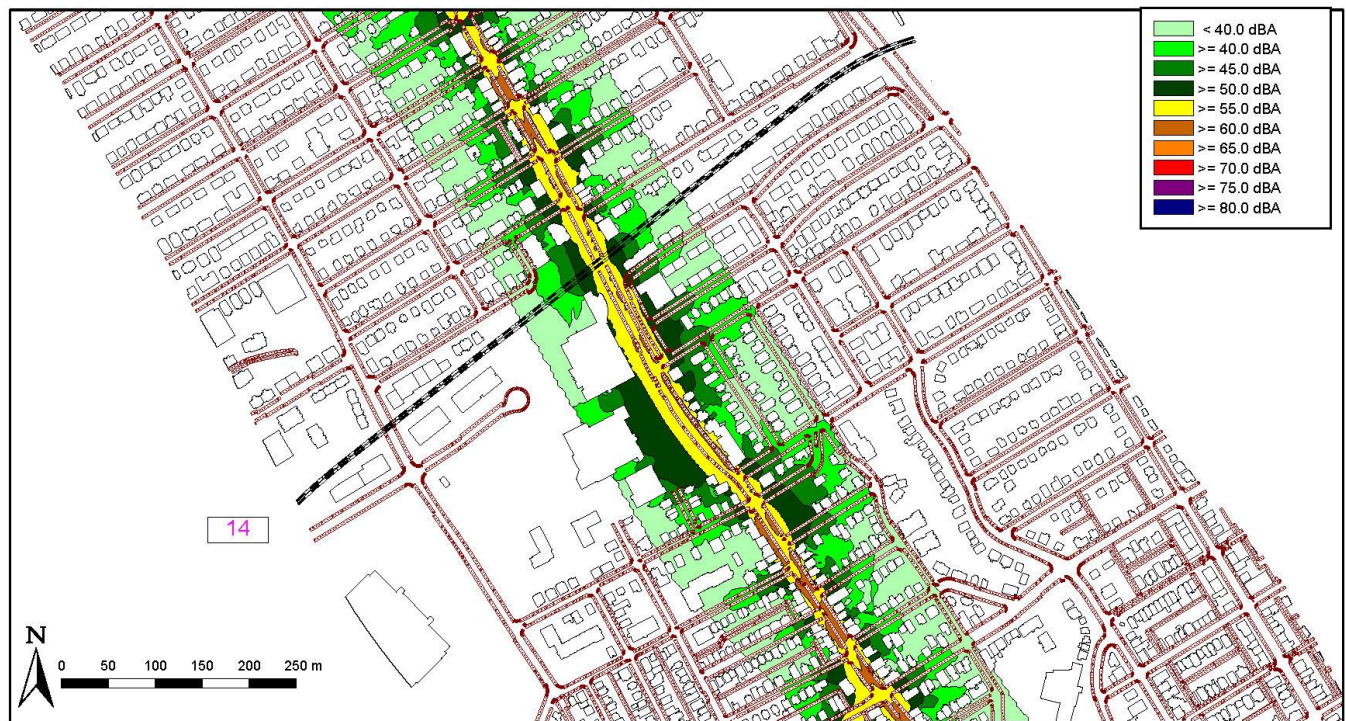 < 40.0 dBA
>= 40.0 dBA
>= 45.0 dBA
>= 50.0 dBA
>= 55.0 dBA
>= 60.0 dBA
>= 65.0 dBA
>= 70.0 dBA
>= 75.0 dBA
>= 80.0 dBA
14
N
0 50 100 150 200 250 m